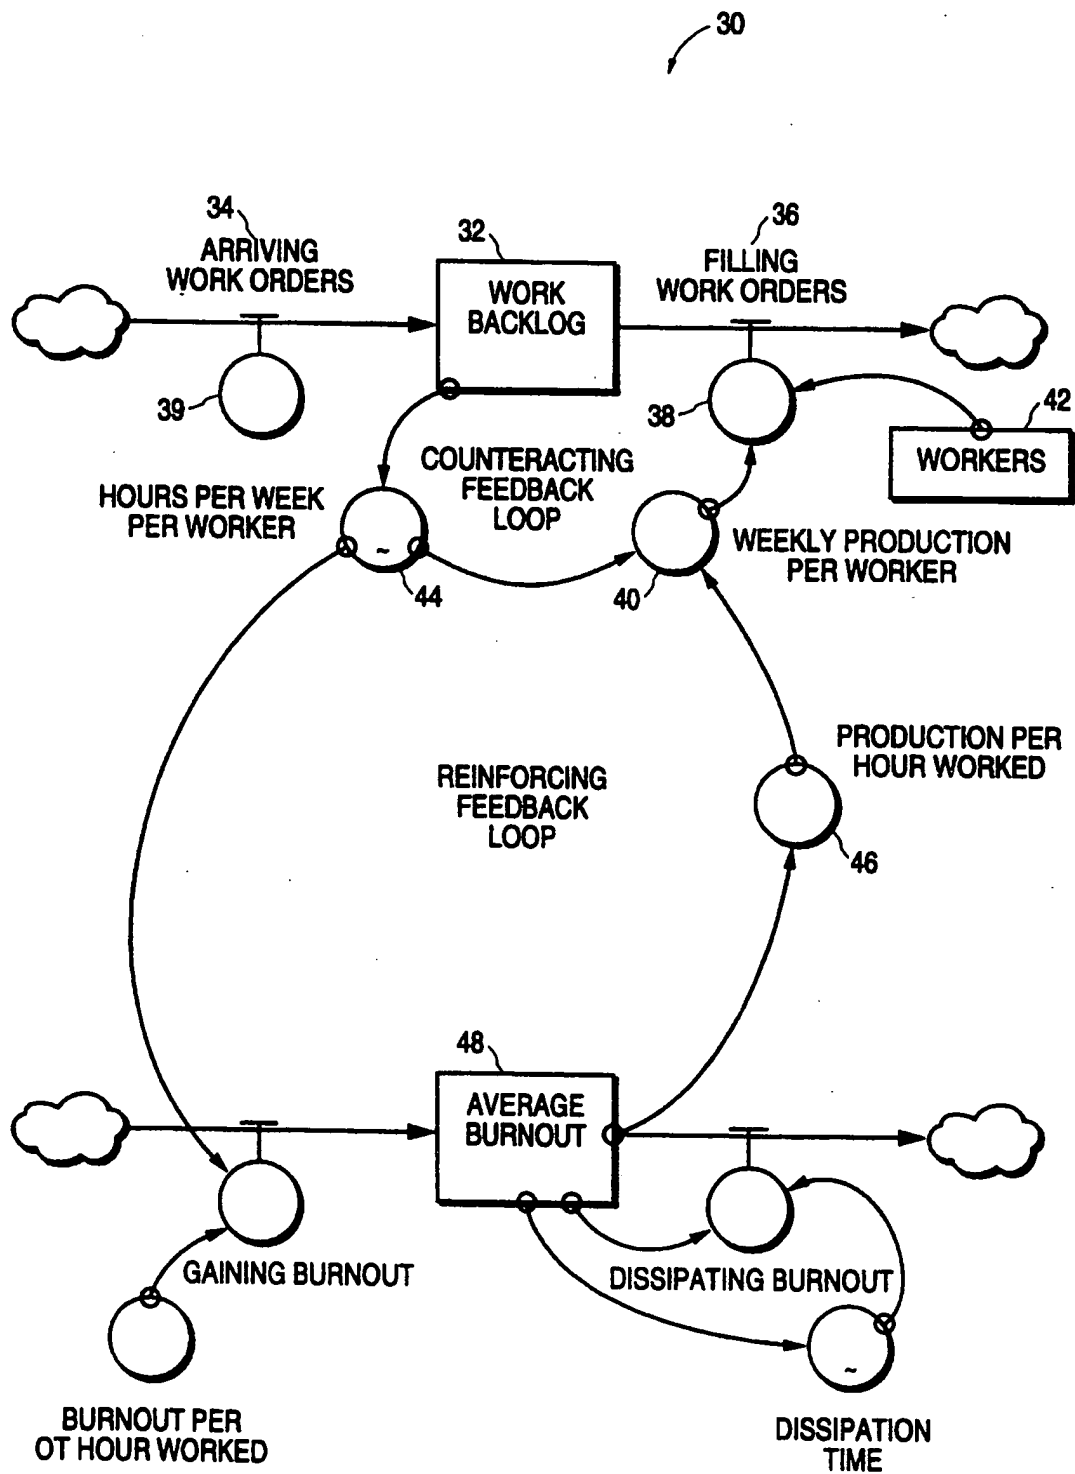 30
34
ARRIVING
WORK ORDERS
32
WORK
BACKLOG
36
FILLING
WORK ORDERS
39
38
42
WORKERS
COUNTERACTING
FEEDBACK
LOOP
HOURS PER WEEK
PER WORKER
~
44
40
WEEKLY PRODUCTION
PER WORKER
PRODUCTION PER
HOUR WORKED
46
REINFORCING
FEEDBACK
LOOP
48
AVERAGE
BURNOUT
GAINING BURNOUT
DISSIPATING BURNOUT
~
BURNOUT PER
OT HOUR WORKED
DISSIPATION
TIME